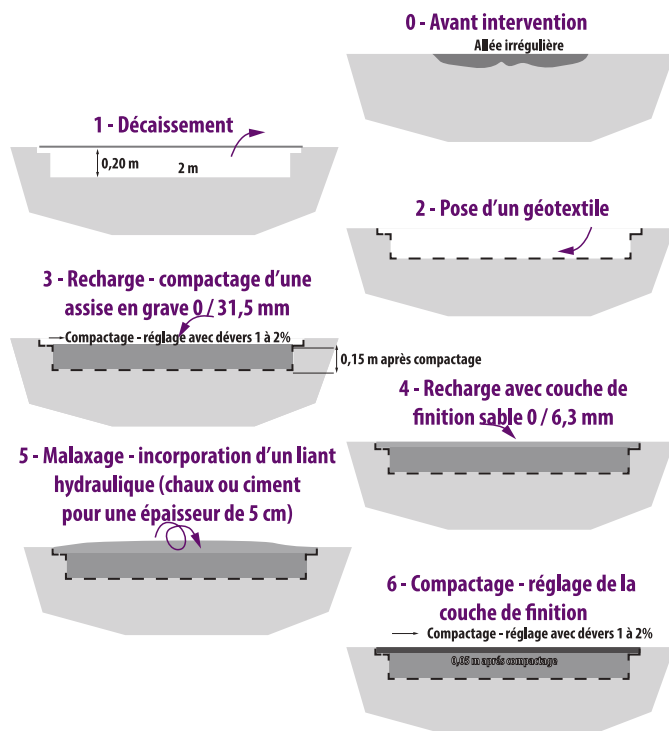 0 - Avant intervention
Allée irrégulière
1 - Décaissement
0,20 m
2 m
2 - Pose d'un géotextile
3 - Recharge - compactage d'une
assise en grave 0 / 31,5 mm
Compactage - réglage avec dévers 1 à 2%
0,15 m après compactage
4 - Recharge avec couche de
finition sable 0 / 6,3 mm
5 - Malaxage - incorporation d'un liant
hydraulique (chaux ou ciment
pour une épaisseur de 5 cm)
6 - Compactage - réglage de la
couche de finition
Compactage - réglage avec dévers 1 à 2%
0,05 m aprés compactage